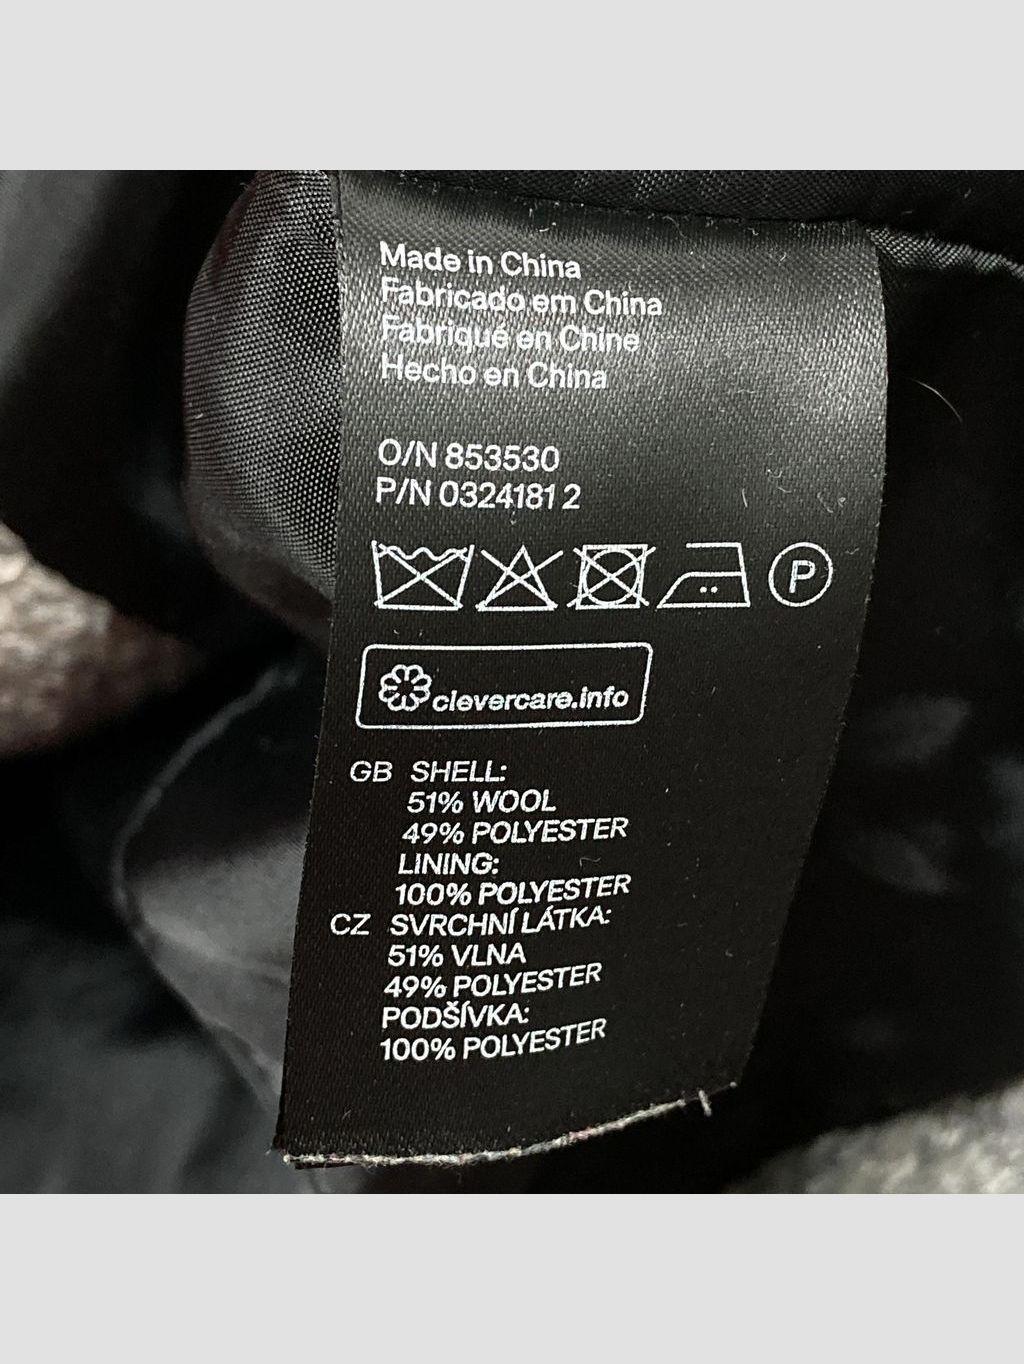 Made in China
Fabricado em China
Fabriqué en Chine
Hecho en China
O/N 853530
P/N 0324181 2
P
clevercare.info
GB SHELL:
51% WOOL
49% POLYESTER
LINING:
100% POLYESTER
CZ SVRCHNÍ LÁTKA:
51% VLNA
49% POLYESTER
PODŠÍVKA:
100% POLYESTER